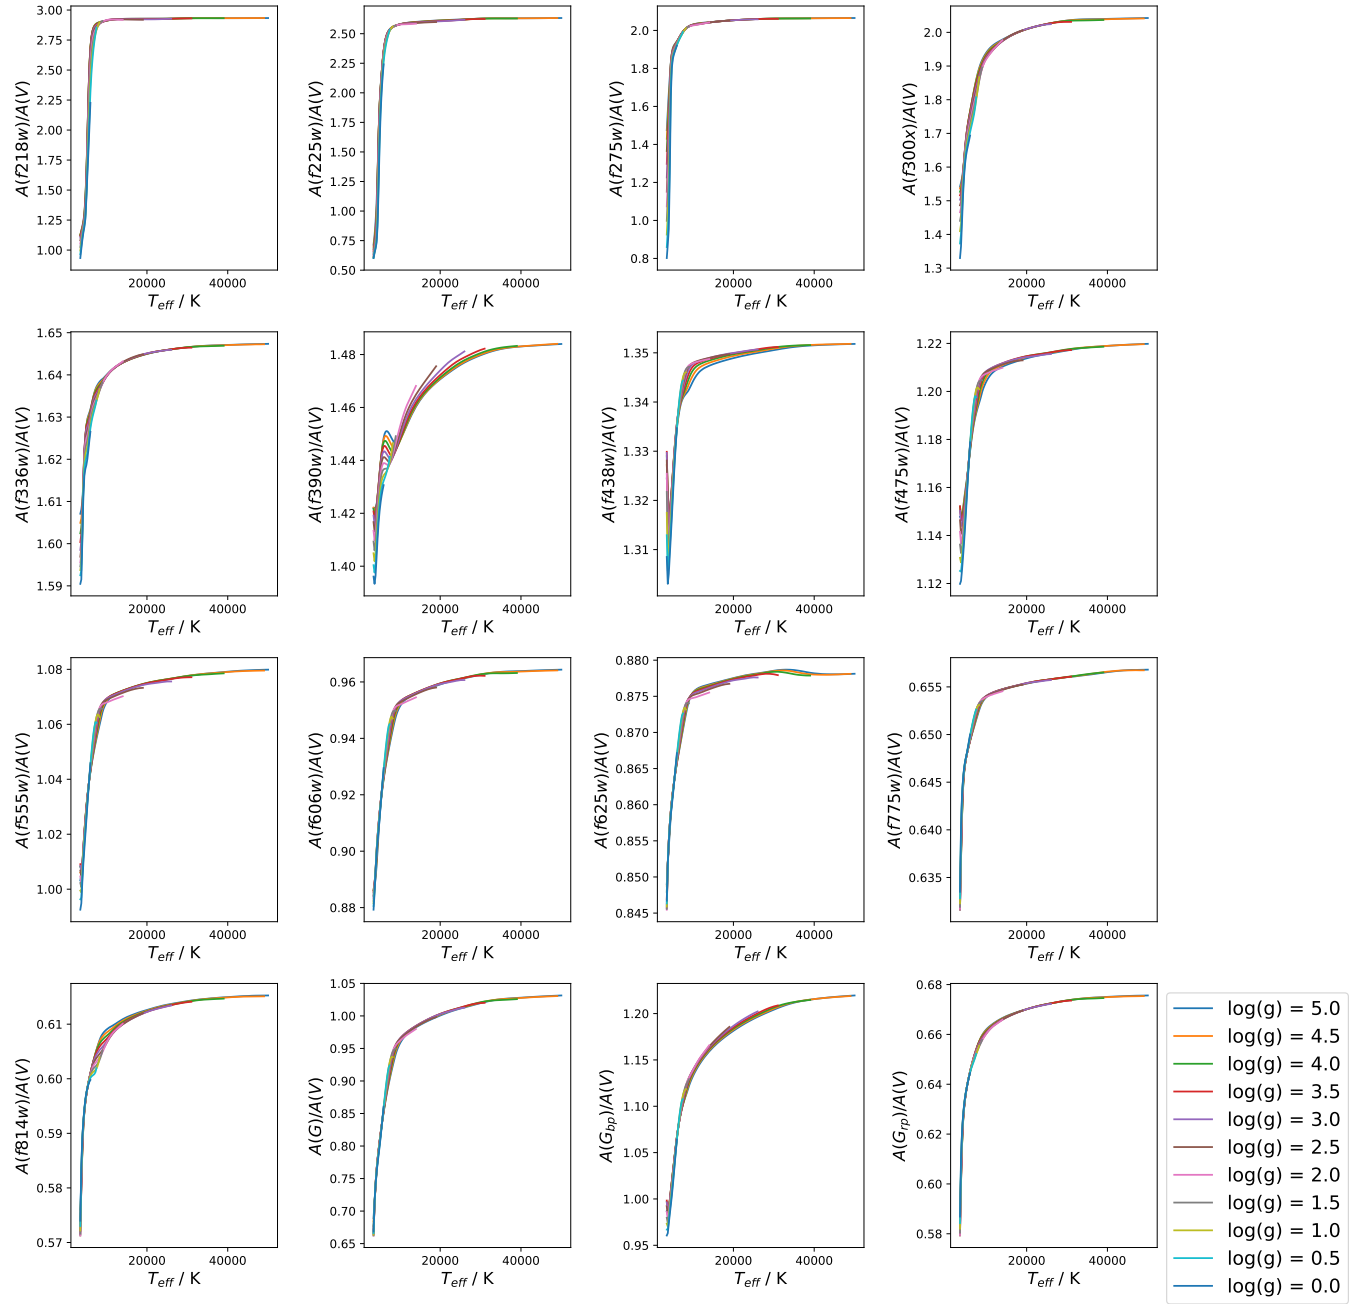 A(f218w)/A(V)
3.00
2.75
2.50
2.25
2.00
1.75
1.50
1.25
1.00
20000 40000
T_eff / K
A(f225w)/A(V)
2.50
2.25
2.00
1.75
1.50
1.25
1.00
0.75
0.50
20000 40000
T_eff / K
A(f275w)/A(V)
2.0
1.8
1.6
1.4
1.2
1.0
0.8
20000 40000
T_eff / K
A(f300x)/A(V)
2.0
1.9
1.8
1.7
1.6
1.5
1.4
1.3
20000 40000
T_eff / K
A(f336w)/A(V)
1.65
1.64
1.63
1.62
1.61
1.60
1.59
20000 40000
T_eff / K
A(f390w)/A(V)
1.48
1.46
1.44
1.42
1.40
20000 40000
T_eff / K
A(f438w)/A(V)
1.35
1.34
1.33
1.32
1.31
20000 40000
T_eff / K
A(f475w)/A(V)
1.22
1.20
1.18
1.16
1.14
1.12
20000 40000
T_eff / K
A(f555w)/A(V)
1.08
1.06
1.04
1.02
1.00
20000 40000
T_eff / K
A(f606w)/A(V)
0.96
0.94
0.92
0.90
0.88
20000 40000
T_eff / K
A(f625w)/A(V)
0.880
0.875
0.870
0.865
0.860
0.855
0.850
0.845
20000 40000
T_eff / K
A(f775w)/A(V)
0.655
0.650
0.645
0.640
0.635
20000 40000
T_eff / K
A(f814w)/A(V)
0.61
0.60
0.59
0.58
0.57
20000 40000
T_eff / K
A(G)/A(V)
1.05
1.00
0.95
0.90
0.85
0.80
0.75
0.70
0.65
20000 40000
T_eff / K
A(G_bp)/A(V)
1.20
1.15
1.10
1.05
1.00
0.95
20000 40000
T_eff / K
A(G_rp)/A(V)
0.68
0.66
0.64
0.62
0.60
0.58
20000 40000
T_eff / K
log(g) = 5.0
log(g) = 4.5
log(g) = 4.0
log(g) = 3.5
log(g) = 3.0
log(g) = 2.5
log(g) = 2.0
log(g) = 1.5
log(g) = 1.0
log(g) = 0.5
log(g) = 0.0